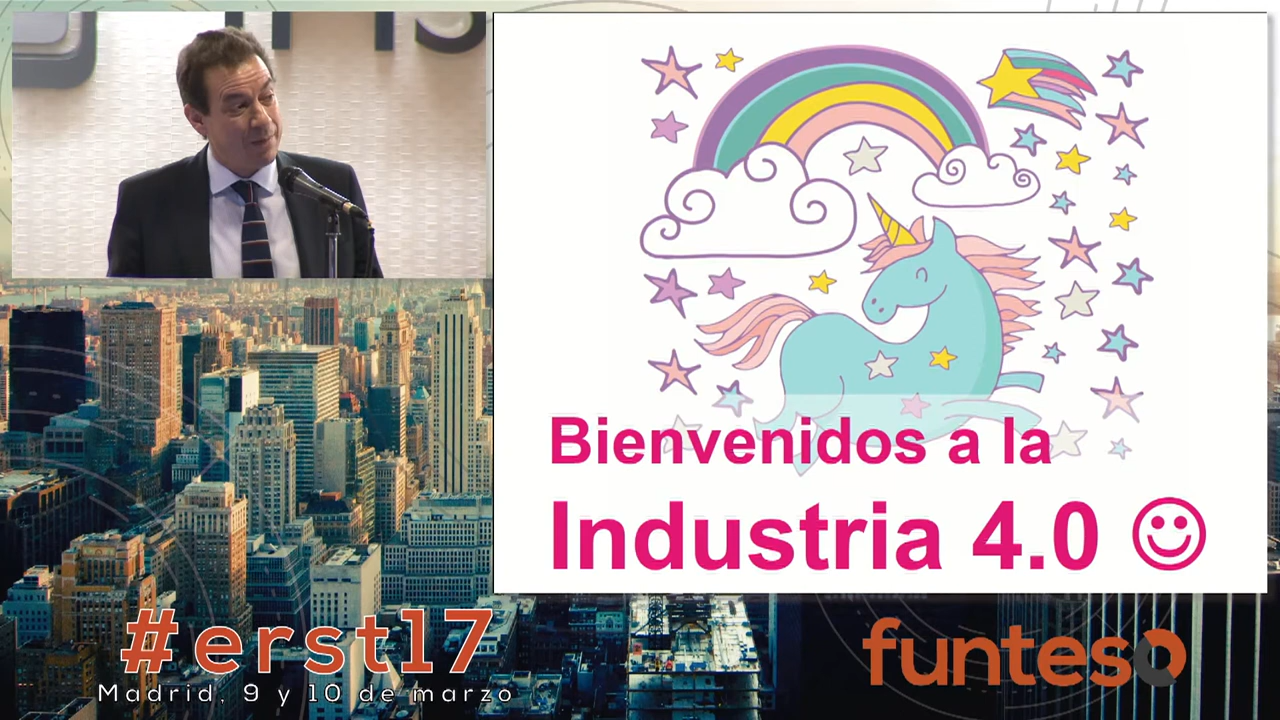 Bienvenidos a la
Industria 4.0 ☺
#erst17
Madrid, 9 y 10 de marzo
funteso